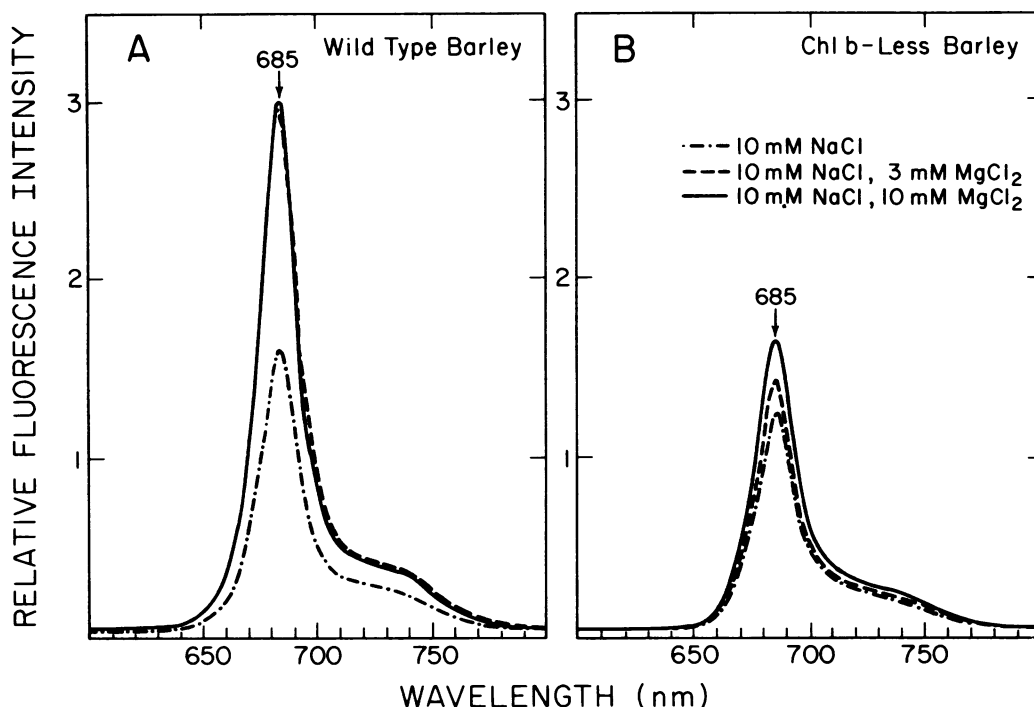 RELATIVE FLUORESCENCE INTENSITY
A
Wild Type Barley
685
3
2
1
650
700
750
B
Chl b-Less Barley
10 mM NaCl
10 mM NaCl, 3 mM MgCl₂
10 mM NaCl, 10 mM MgCl₂
685
3
2
1
650
700
750
WAVELENGTH (nm)